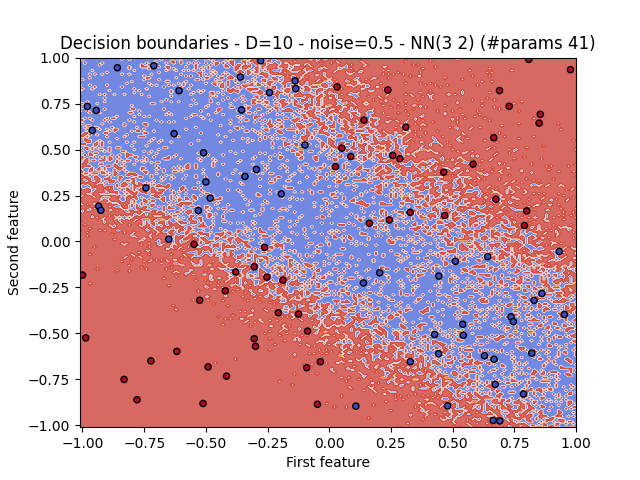 Decision boundaries - D=10 - noise=0.5 - NN(3 2) (#params 41)
1.00
0.75
0.50
0.25
0.00
−0.25
−0.50
−0.75
−1.00
Second feature
−1.00 −0.75 −0.50 −0.25 0.00 0.25 0.50 0.75 1.00
First feature